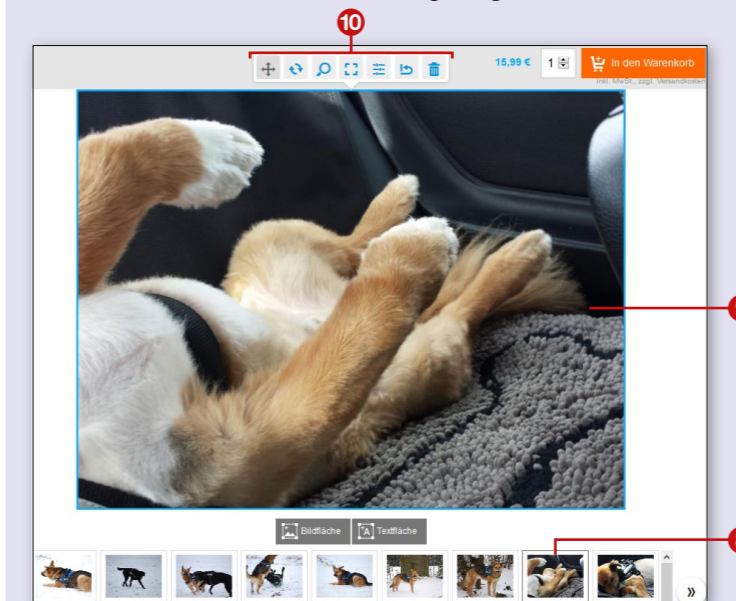 10
15,99 €
1
In den Warenkorb
inkl. MwSt., zzgl. Versandkosten
Bildfläche
A
Textfläche
»